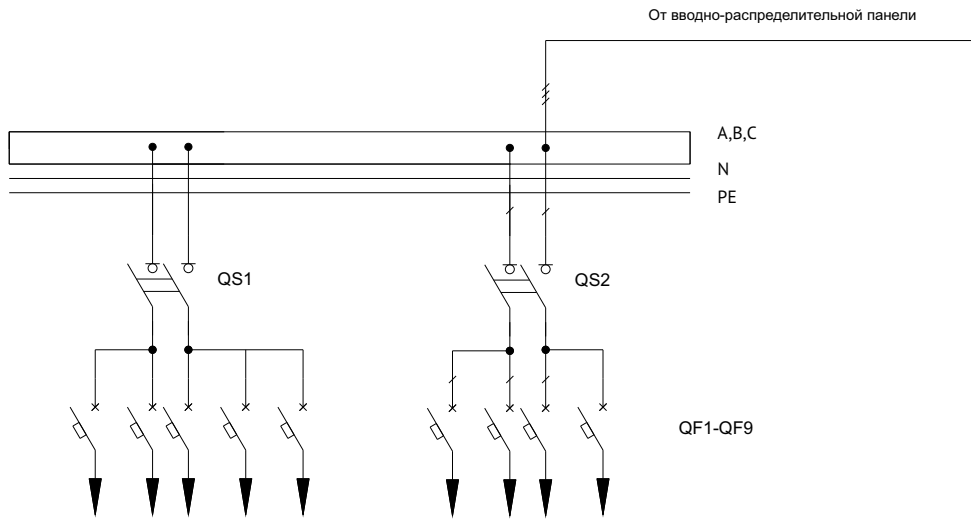 От вводно-распределительной панели
A,B,C
N
PE
QS1
QS2
QF1-QF9